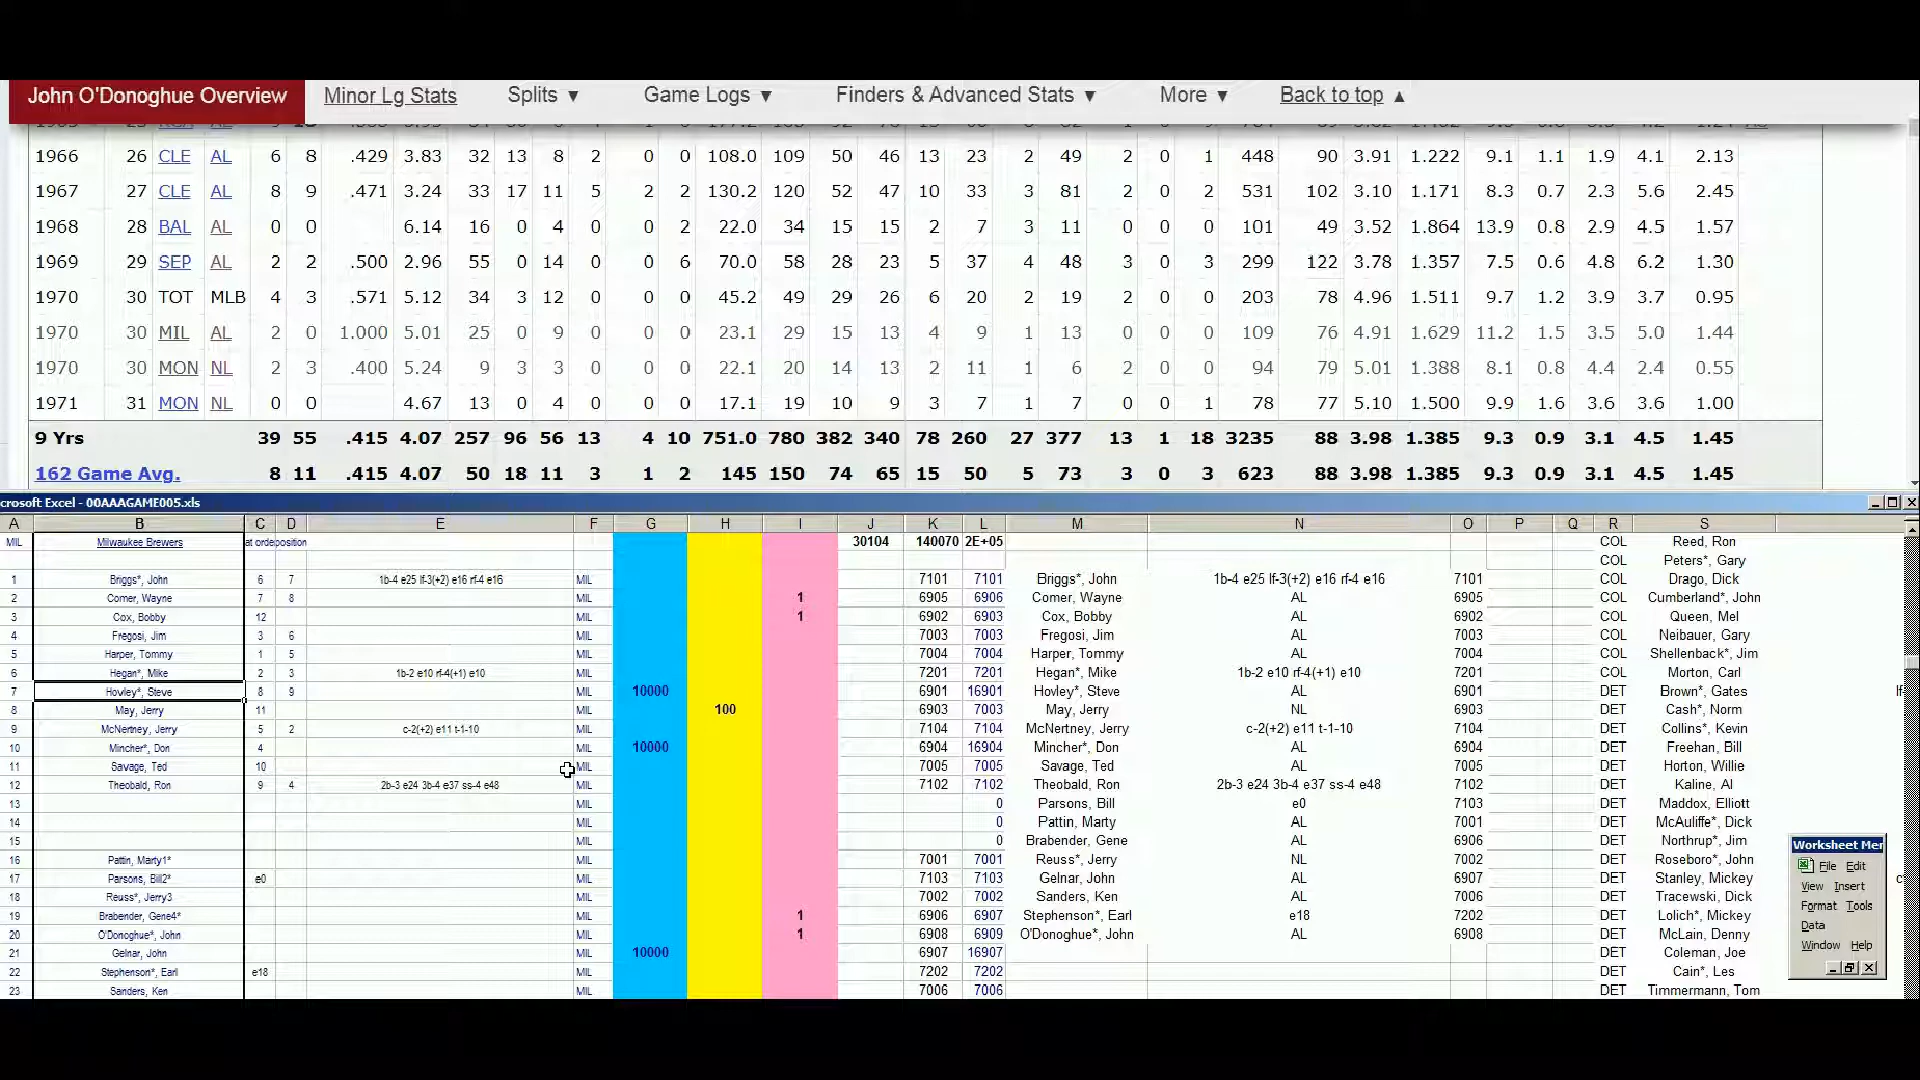 John O'Donoghue Overview Minor Lg Stats Splits ▼ Game Logs ▼ Finders & Advanced Stats ▼ More ▼ Back to top ▲
1966 26 CLE AL 6 8 .429 3.83 32 13 8 2 0 0 108.0 109 50 46 13 23 2 49 2 0 1 448 90 3.91 1.222 9.1 1.1 1.9 4.1 2.13
1967 27 CLE AL 8 9 .471 3.24 33 17 11 5 2 2 130.2 120 52 47 10 33 3 81 2 0 2 531 102 3.10 1.171 8.3 0.7 2.3 5.6 2.45
1968 28 BAL AL 0 0 6.14 16 0 4 0 0 2 22.0 34 15 15 2 7 3 11 0 0 0 101 49 3.52 1.864 13.9 0.8 2.9 4.5 1.57
1969 29 SEP AL 2 2 .500 2.96 55 0 14 0 0 6 70.0 58 28 23 5 37 4 48 3 0 3 299 122 3.78 1.357 7.5 0.6 4.8 6.2 1.30
1970 30 TOT MLB 4 3 .571 5.12 34 3 12 0 0 0 45.2 49 29 26 6 20 2 19 2 0 0 203 78 4.96 1.511 9.7 1.2 3.9 3.7 0.95
1970 30 MIL AL 2 0 1.000 5.01 25 0 9 0 0 0 23.1 29 15 13 4 9 1 13 0 0 0 109 76 4.91 1.629 11.2 1.5 3.5 5.0 1.44
1970 30 MON NL 2 3 .400 5.24 9 3 3 0 0 0 22.1 20 14 13 2 11 1 6 2 0 0 94 79 5.01 1.388 8.1 0.8 4.4 2.4 0.55
1971 31 MON NL 0 0 4.67 13 0 4 0 0 0 17.1 19 10 9 3 7 1 7 0 0 1 78 77 5.10 1.500 9.9 1.6 3.6 3.6 1.00
9 Yrs 39 55 .415 4.07 257 96 56 13 4 10 751.0 780 382 340 78 260 27 377 13 1 18 3235 88 3.98 1.385 9.3 0.9 3.1 4.5 1.45
162 Game Avg. 8 11 .415 4.07 50 18 11 3 1 2 145 150 74 65 15 50 5 73 3 0 3 623 88 3.98 1.385 9.3 0.9 3.1 4.5 1.45
crosoft Excel - 00AAAGAME005.xls
A B C D E F G H I J K L M N O P Q R S
MIL Milwaukee Brewers at orde position 30104 140070 2E+05 COL Reed, Ron
COL Peters*, Gary
1 Briggs*, John 6 7 1b-4 e25 lf-3(+2) e16 rf-4 e16 MIL 7101 7101 Briggs*, John 1b-4 e25 lf-3(+2) e16 rf-4 e16 7101 COL Drago, Dick
2 Comer, Wayne 7 8 MIL 1 6905 6906 Comer, Wayne AL 6905 COL Cumberland*, John
3 Cox, Bobby 12 MIL 1 6902 6903 Cox, Bobby AL 6902 COL Queen, Mel
4 Fregosi, Jim 3 6 MIL 7003 7003 Fregosi, Jim AL 7003 COL Neibauer, Gary
5 Harper, Tommy 1 5 MIL 7004 7004 Harper, Tommy AL 7004 COL Shellenback*, Jim
6 Hegan*, Mike 2 3 1b-2 e10 rf-4(+1) e10 MIL 7201 7201 Hegan*, Mike 1b-2 e10 rf-4(+1) e10 7201 COL Morton, Carl
7 Hovley*, Steve 8 9 MIL 10000 6901 16901 Hovley*, Steve AL 6901 DET Brown*, Gates
8 May, Jerry 11 MIL 100 6903 7003 May, Jerry NL 6903 DET Cash*, Norm
9 McNertney, Jerry 5 2 c-2(+2) e11 t-1-10 MIL 7104 7104 McNertney, Jerry c-2(+2) e11 t-1-10 7104 DET Collins*, Kevin
10 Mincher*, Don 4 MIL 10000 6904 16904 Mincher*, Don AL 6904 DET Freehan, Bill
11 Savage, Ted 10 MIL 7005 7005 Savage, Ted AL 7005 DET Horton, Willie
12 Theobald, Ron 9 4 2b-3 e24 3b-4 e37 ss-4 e48 MIL 7102 7102 Theobald, Ron 2b-3 e24 3b-4 e37 ss-4 e48 7102 DET Kaline, Al
13 MIL 0 Parsons, Bill e0 7103 DET Maddox, Elliott
14 MIL 0 Pattin, Marty AL 7001 DET McAuliffe*, Dick
15 MIL 0 Brabender, Gene AL 6906 DET Northrup*, Jim
16 Pattin, Marty1* MIL 7001 7001 Reuss*, Jerry NL 7002 DET Roseboro*, John
17 Parsons, Bill2* e0 MIL 7103 7103 Gelnar, John AL 6907 DET Stanley, Mickey
18 Reuss*, Jerry3 MIL 7002 7002 Sanders, Ken AL 7006 DET Tracewski, Dick
19 Brabender, Gene4* MIL 1 6906 6907 Stephenson*, Earl e18 7202 DET Lolich*, Mickey
20 O'Donoghue*, John MIL 1 6908 6909 O'Donoghue*, John AL 6908 DET McLain, Denny
21 Gelnar, John MIL 10000 6907 16907 DET Coleman, Joe
22 Stephenson*, Earl e18 MIL 7202 7202 DET Cain*, Les
23 Sanders, Ken MIL 7006 7006 DET Timmermann, Tom
Worksheet Mer
File Edit
View Insert
Format Tools
Data
Window Help